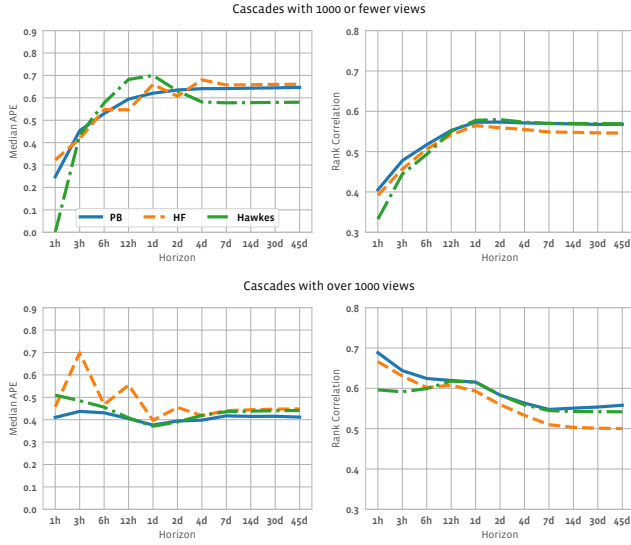 Cascades with 1000 or fewer views
0.9
0.8
0.7
0.6
0.5
0.4
0.3
0.2
0.1
0.0
Median APE
PB HF Hawkes
1h 3h 6h 12h 1d 2d 4d 7d 14d 30d 45d
Horizon
0.8
0.7
0.6
0.5
0.4
0.3
Rank Correlation
1h 3h 6h 12h 1d 2d 4d 7d 14d 30d 45d
Horizon
Cascades with over 1000 views
0.9
0.8
0.7
0.6
0.5
0.4
0.3
0.2
0.1
0.0
Median APE
1h 3h 6h 12h 1d 2d 4d 7d 14d 30d 45d
Horizon
0.8
0.7
0.6
0.5
0.4
0.3
Rank Correlation
1h 3h 6h 12h 1d 2d 4d 7d 14d 30d 45d
Horizon